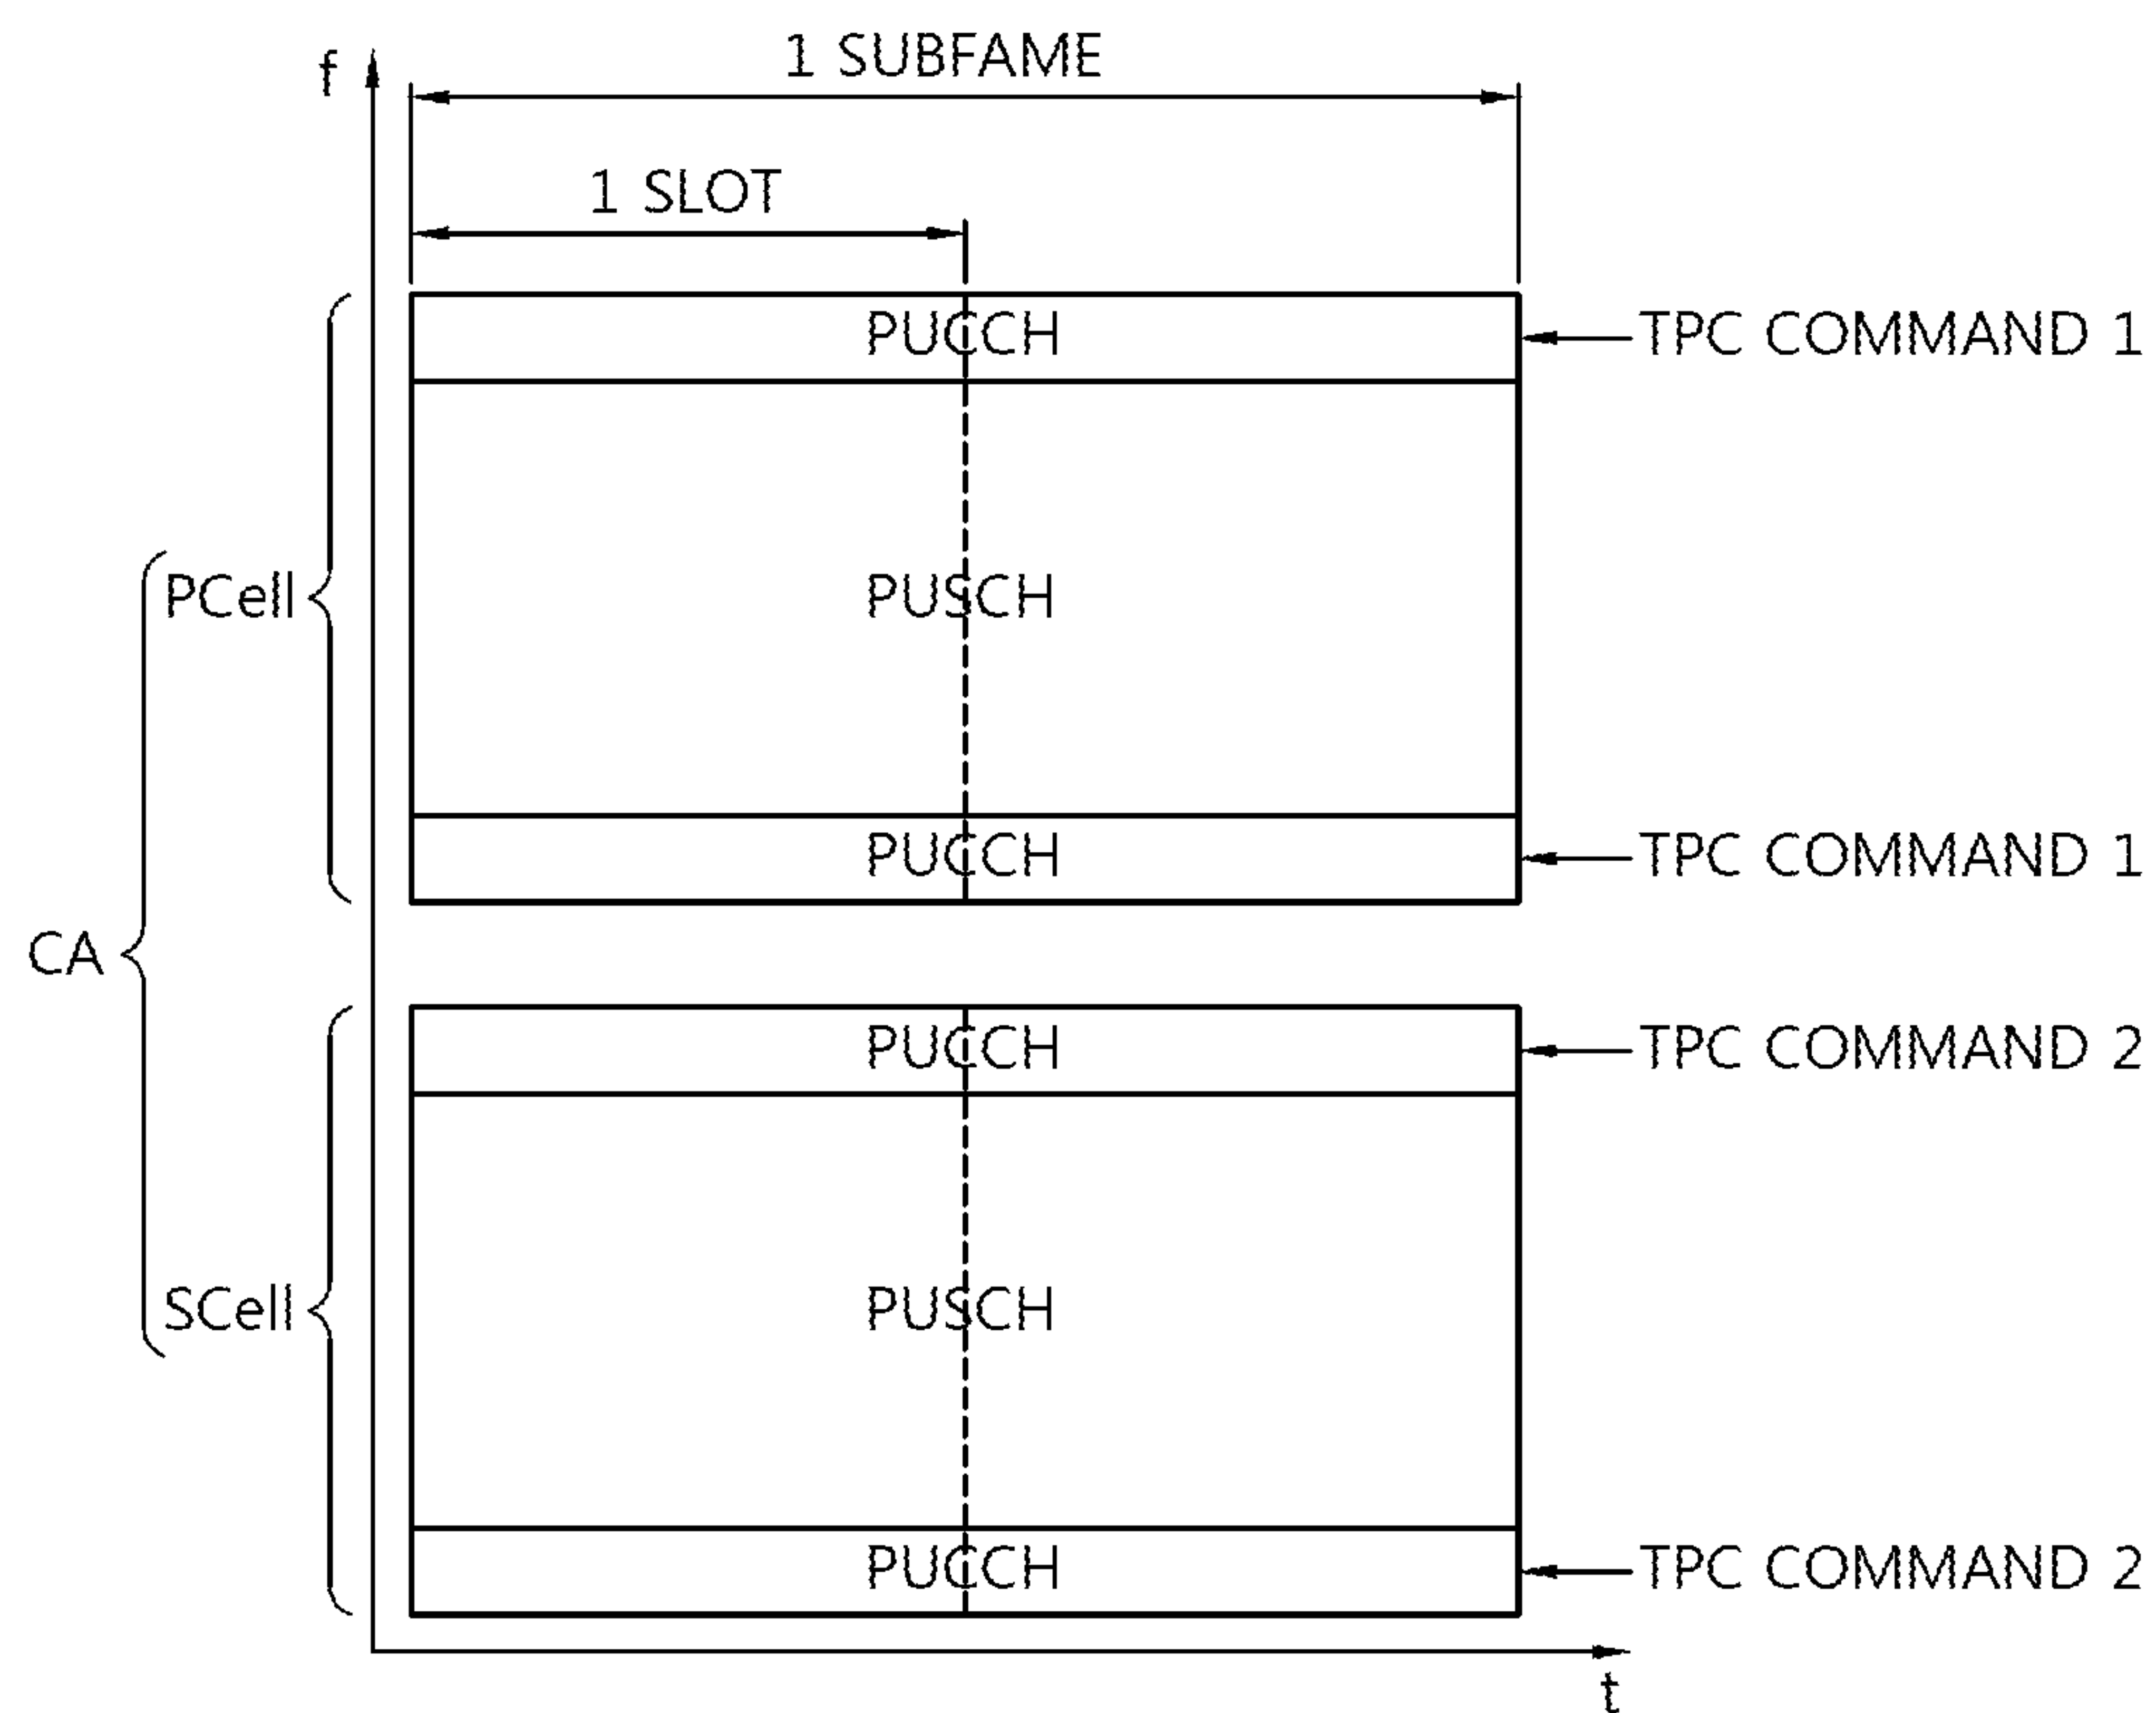 f
1 SUBFAME
1 SLOT
PUCCH
TPC COMMAND 1
PCell
PUSCH
PUCCH
TPC COMMAND 1
CA
PUCCH
TPC COMMAND 2
SCell
PUSCH
PUCCH
TPC COMMAND 2
t